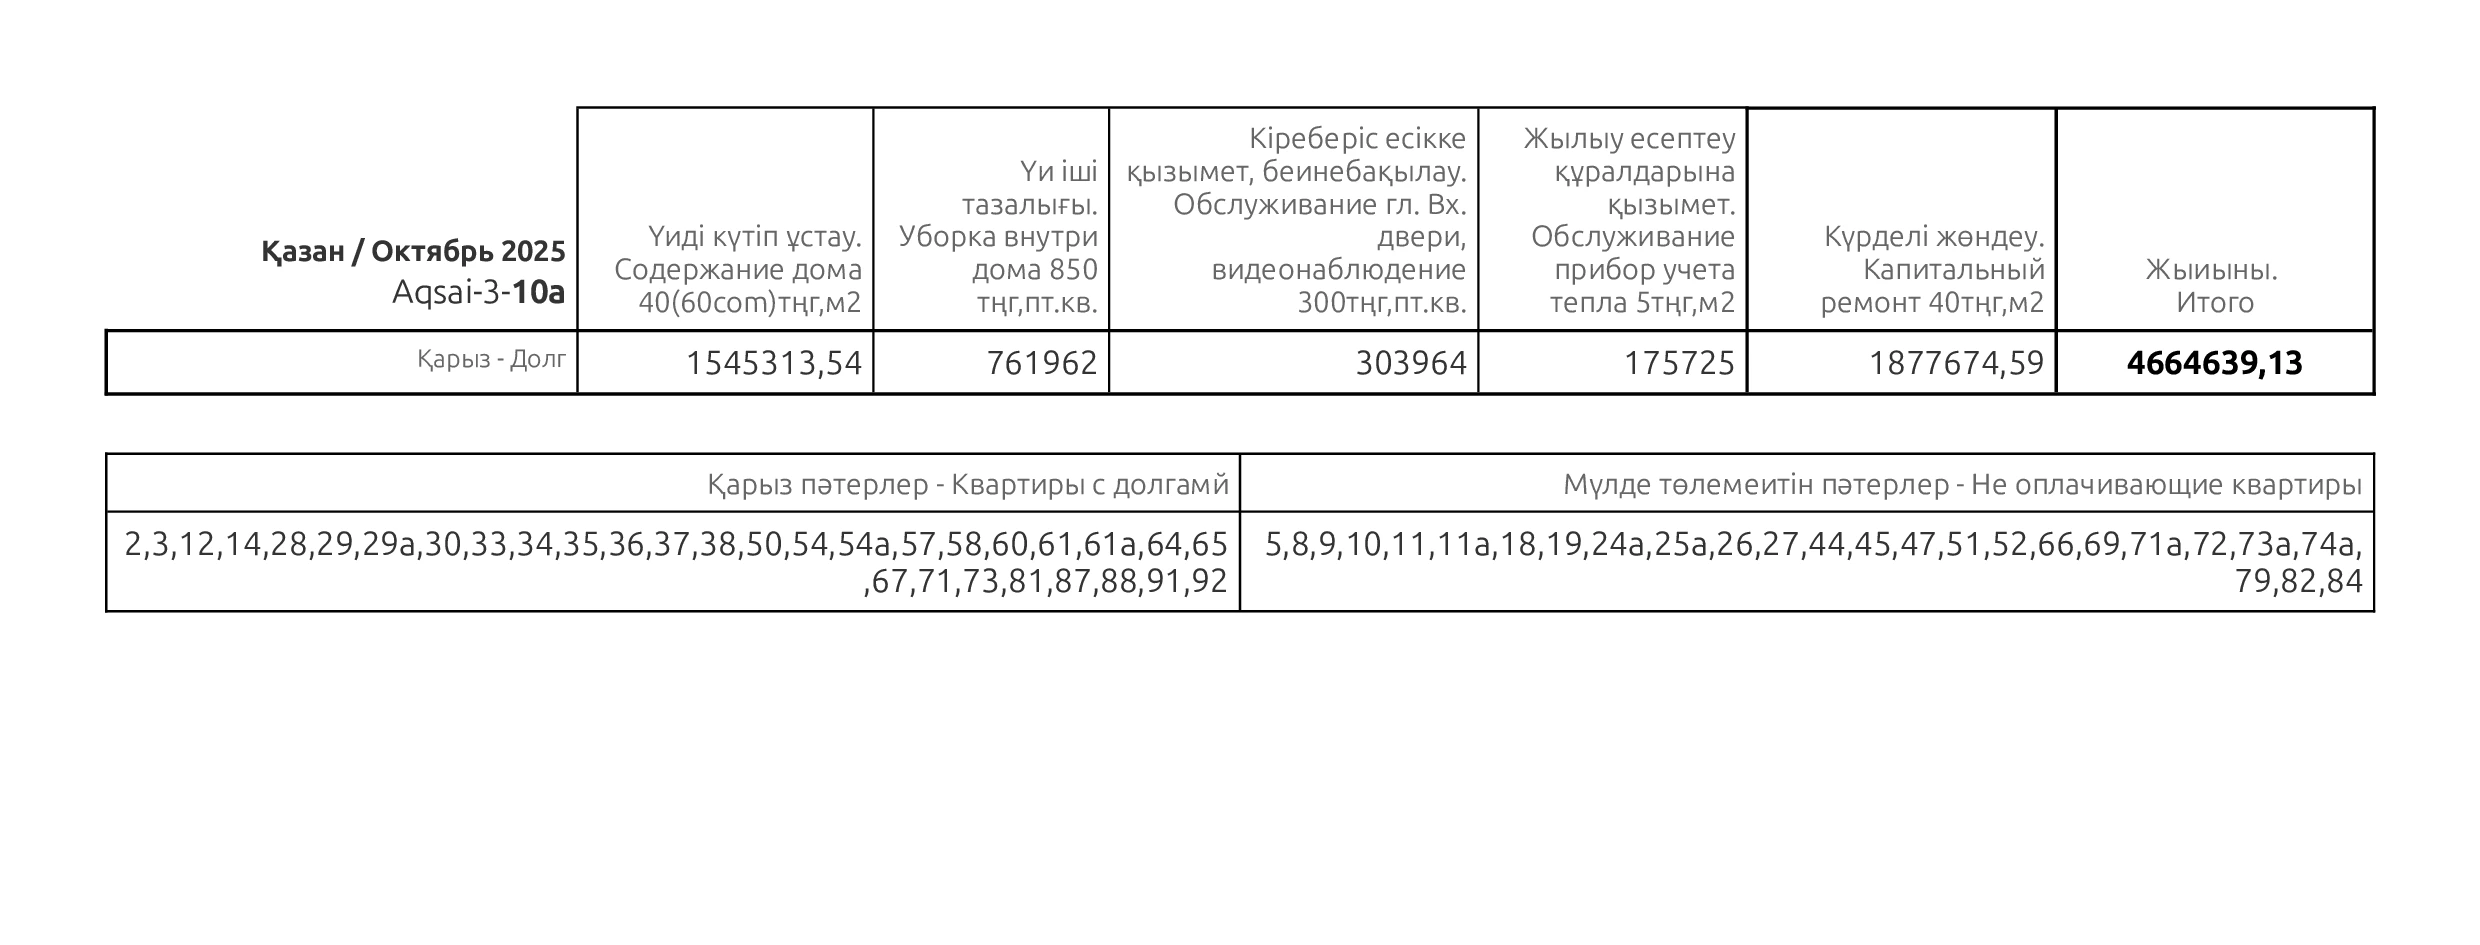 Қазан / Октябрь 2025
Aqsai-3-10a
Үиді күтіп ұстау.
Содержание дома
40(60com)тңг,м2
Үи іші
тазалығы.
Уборка внутри
дома 850
тңг,пт.кв.
Кіреберіс есікке
қызымет, беинебақылау.
Обслуживание гл. Вх.
двери,
видеонаблюдение
300тңг,пт.кв.
Жылыу есептеу
құралдарына
қызымет.
Обслуживание
прибор учета
тепла 5тңг,м2
Күрделі жөндеу.
Капитальный
ремонт 40тңг,м2
Жыиыны.
Итого
Қарыз - Долг
1545313,54
761962
303964
175725
1877674,59
4664639,13
Қарыз пәтерлер - Квартиры с долгамй
2,3,12,14,28,29,29a,30,33,34,35,36,37,38,50,54,54a,57,58,60,61,61a,64,65
,67,71,73,81,87,88,91,92
Мүлде төлемеитін пәтерлер - Не оплачивающие квартиры
5,8,9,10,11,11a,18,19,24a,25a,26,27,44,45,47,51,52,66,69,71a,72,73a,74a,
79,82,84